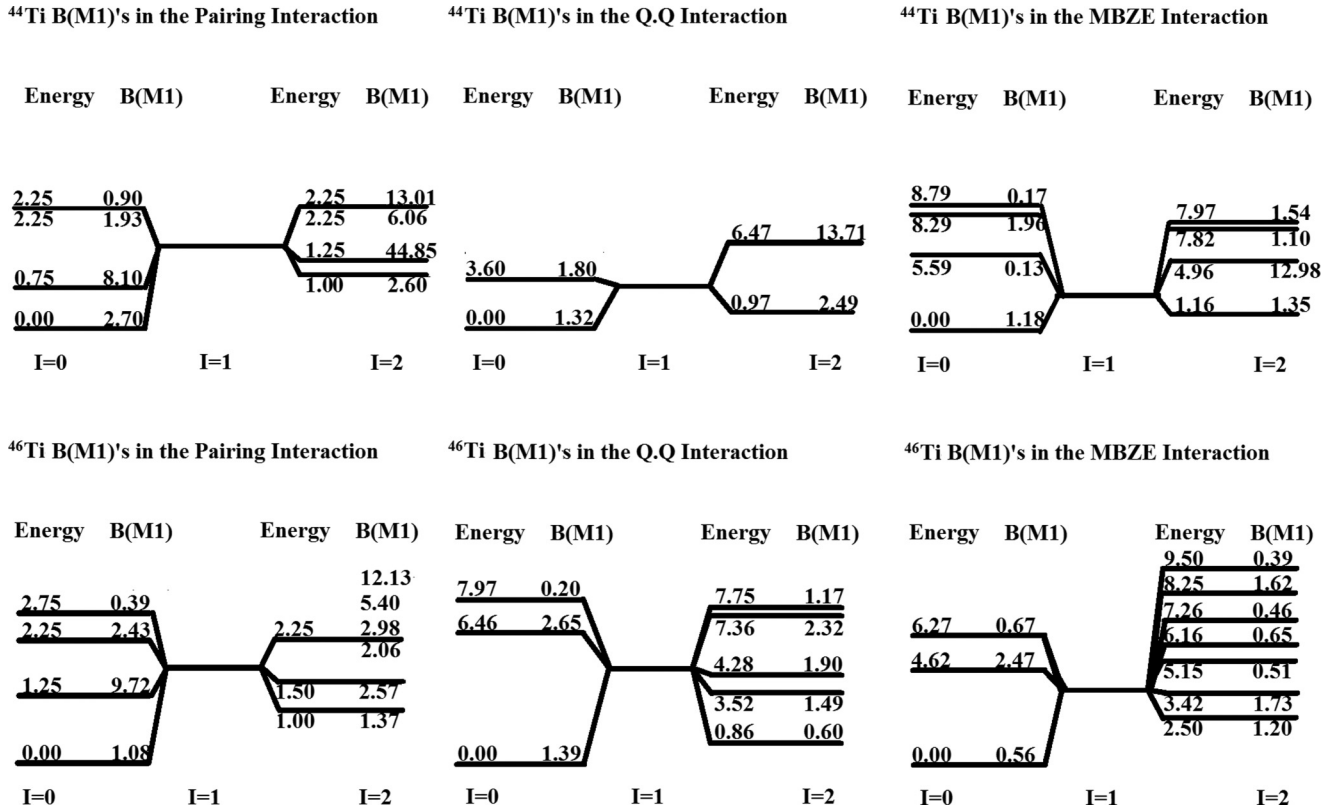 ⁴⁴Ti B(M1)'s in the Pairing Interaction
Energy B(M1) Energy B(M1)
2.25 0.90 2.25 13.01
2.25 1.93 2.25 6.06
1.25 44.85
0.75 8.10 1.00 2.60
0.00 2.70
I=0 I=1 I=2
⁴⁴Ti B(M1)'s in the Q.Q Interaction
Energy B(M1) Energy B(M1)
6.47 13.71
3.60 1.80
0.97 2.49
0.00 1.32
I=0 I=1 I=2
⁴⁴Ti B(M1)'s in the MBZE Interaction
Energy B(M1) Energy B(M1)
8.79 0.17 7.97 1.54
8.29 1.96 7.82 1.10
5.59 0.13 4.96 12.98
1.16 1.35
0.00 1.18
I=0 I=1 I=2
⁴⁶Ti B(M1)'s in the Pairing Interaction
Energy B(M1) Energy B(M1)
12.13
2.75 0.39 5.40
2.25 2.43 2.25 2.98
2.06
1.25 9.72 1.50 2.57
1.00 1.37
0.00 1.08
I=0 I=1 I=2
⁴⁶Ti B(M1)'s in the Q.Q Interaction
Energy B(M1) Energy B(M1)
7.97 0.20 7.75 1.17
6.46 2.65 7.36 2.32
4.28 1.90
3.52 1.49
0.86 0.60
0.00 1.39
I=0 I=1 I=2
⁴⁶Ti B(M1)'s in the MBZE Interaction
Energy B(M1) Energy B(M1)
9.50 0.39
8.25 1.62
7.26 0.46
6.27 0.67 6.16 0.65
4.62 2.47 5.15 0.51
3.42 1.73
2.50 1.20
0.00 0.56
I=0 I=1 I=2